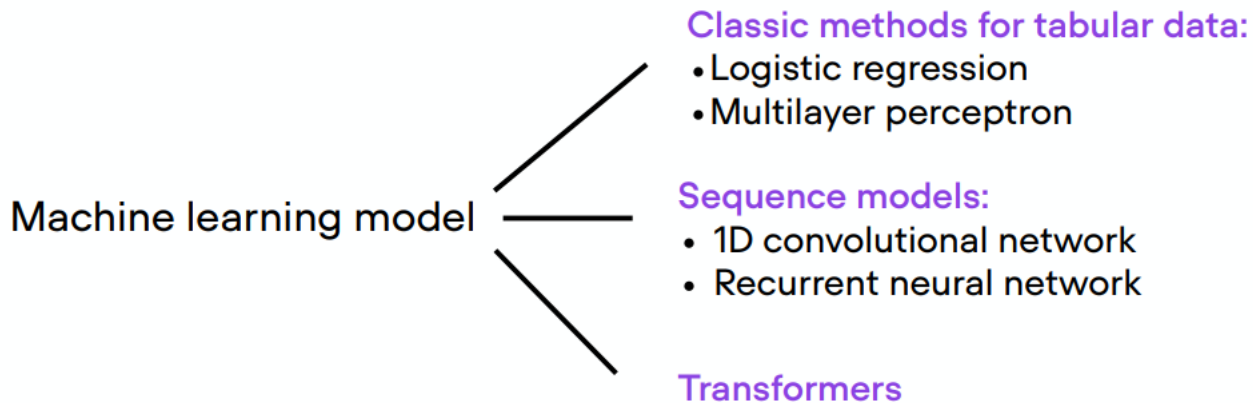 Classic methods for tabular data:
•Logistic regression
•Multilayer perceptron
Machine learning model
Sequence models:
• 1D convolutional network
• Recurrent neural network
Transformers